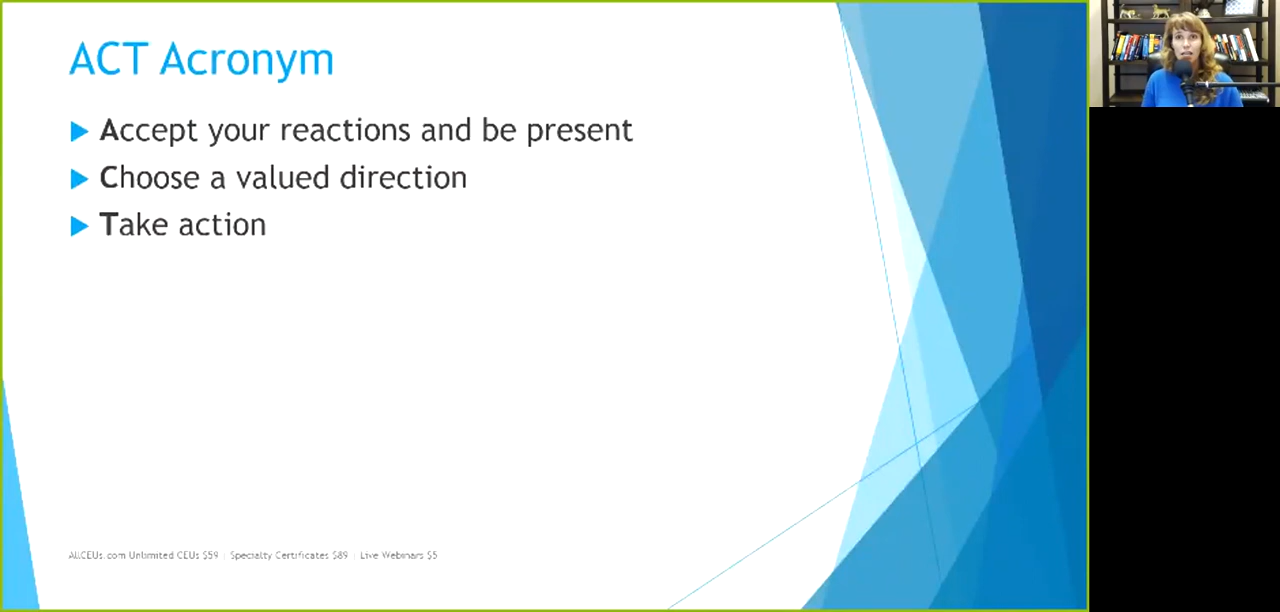 ACT Acronym
Accept your reactions and be present
Choose a valued direction
Take action
AllCEUs.com Unlimited CEUs $59 | Specialty Certificates $89 | Live Webinars $5